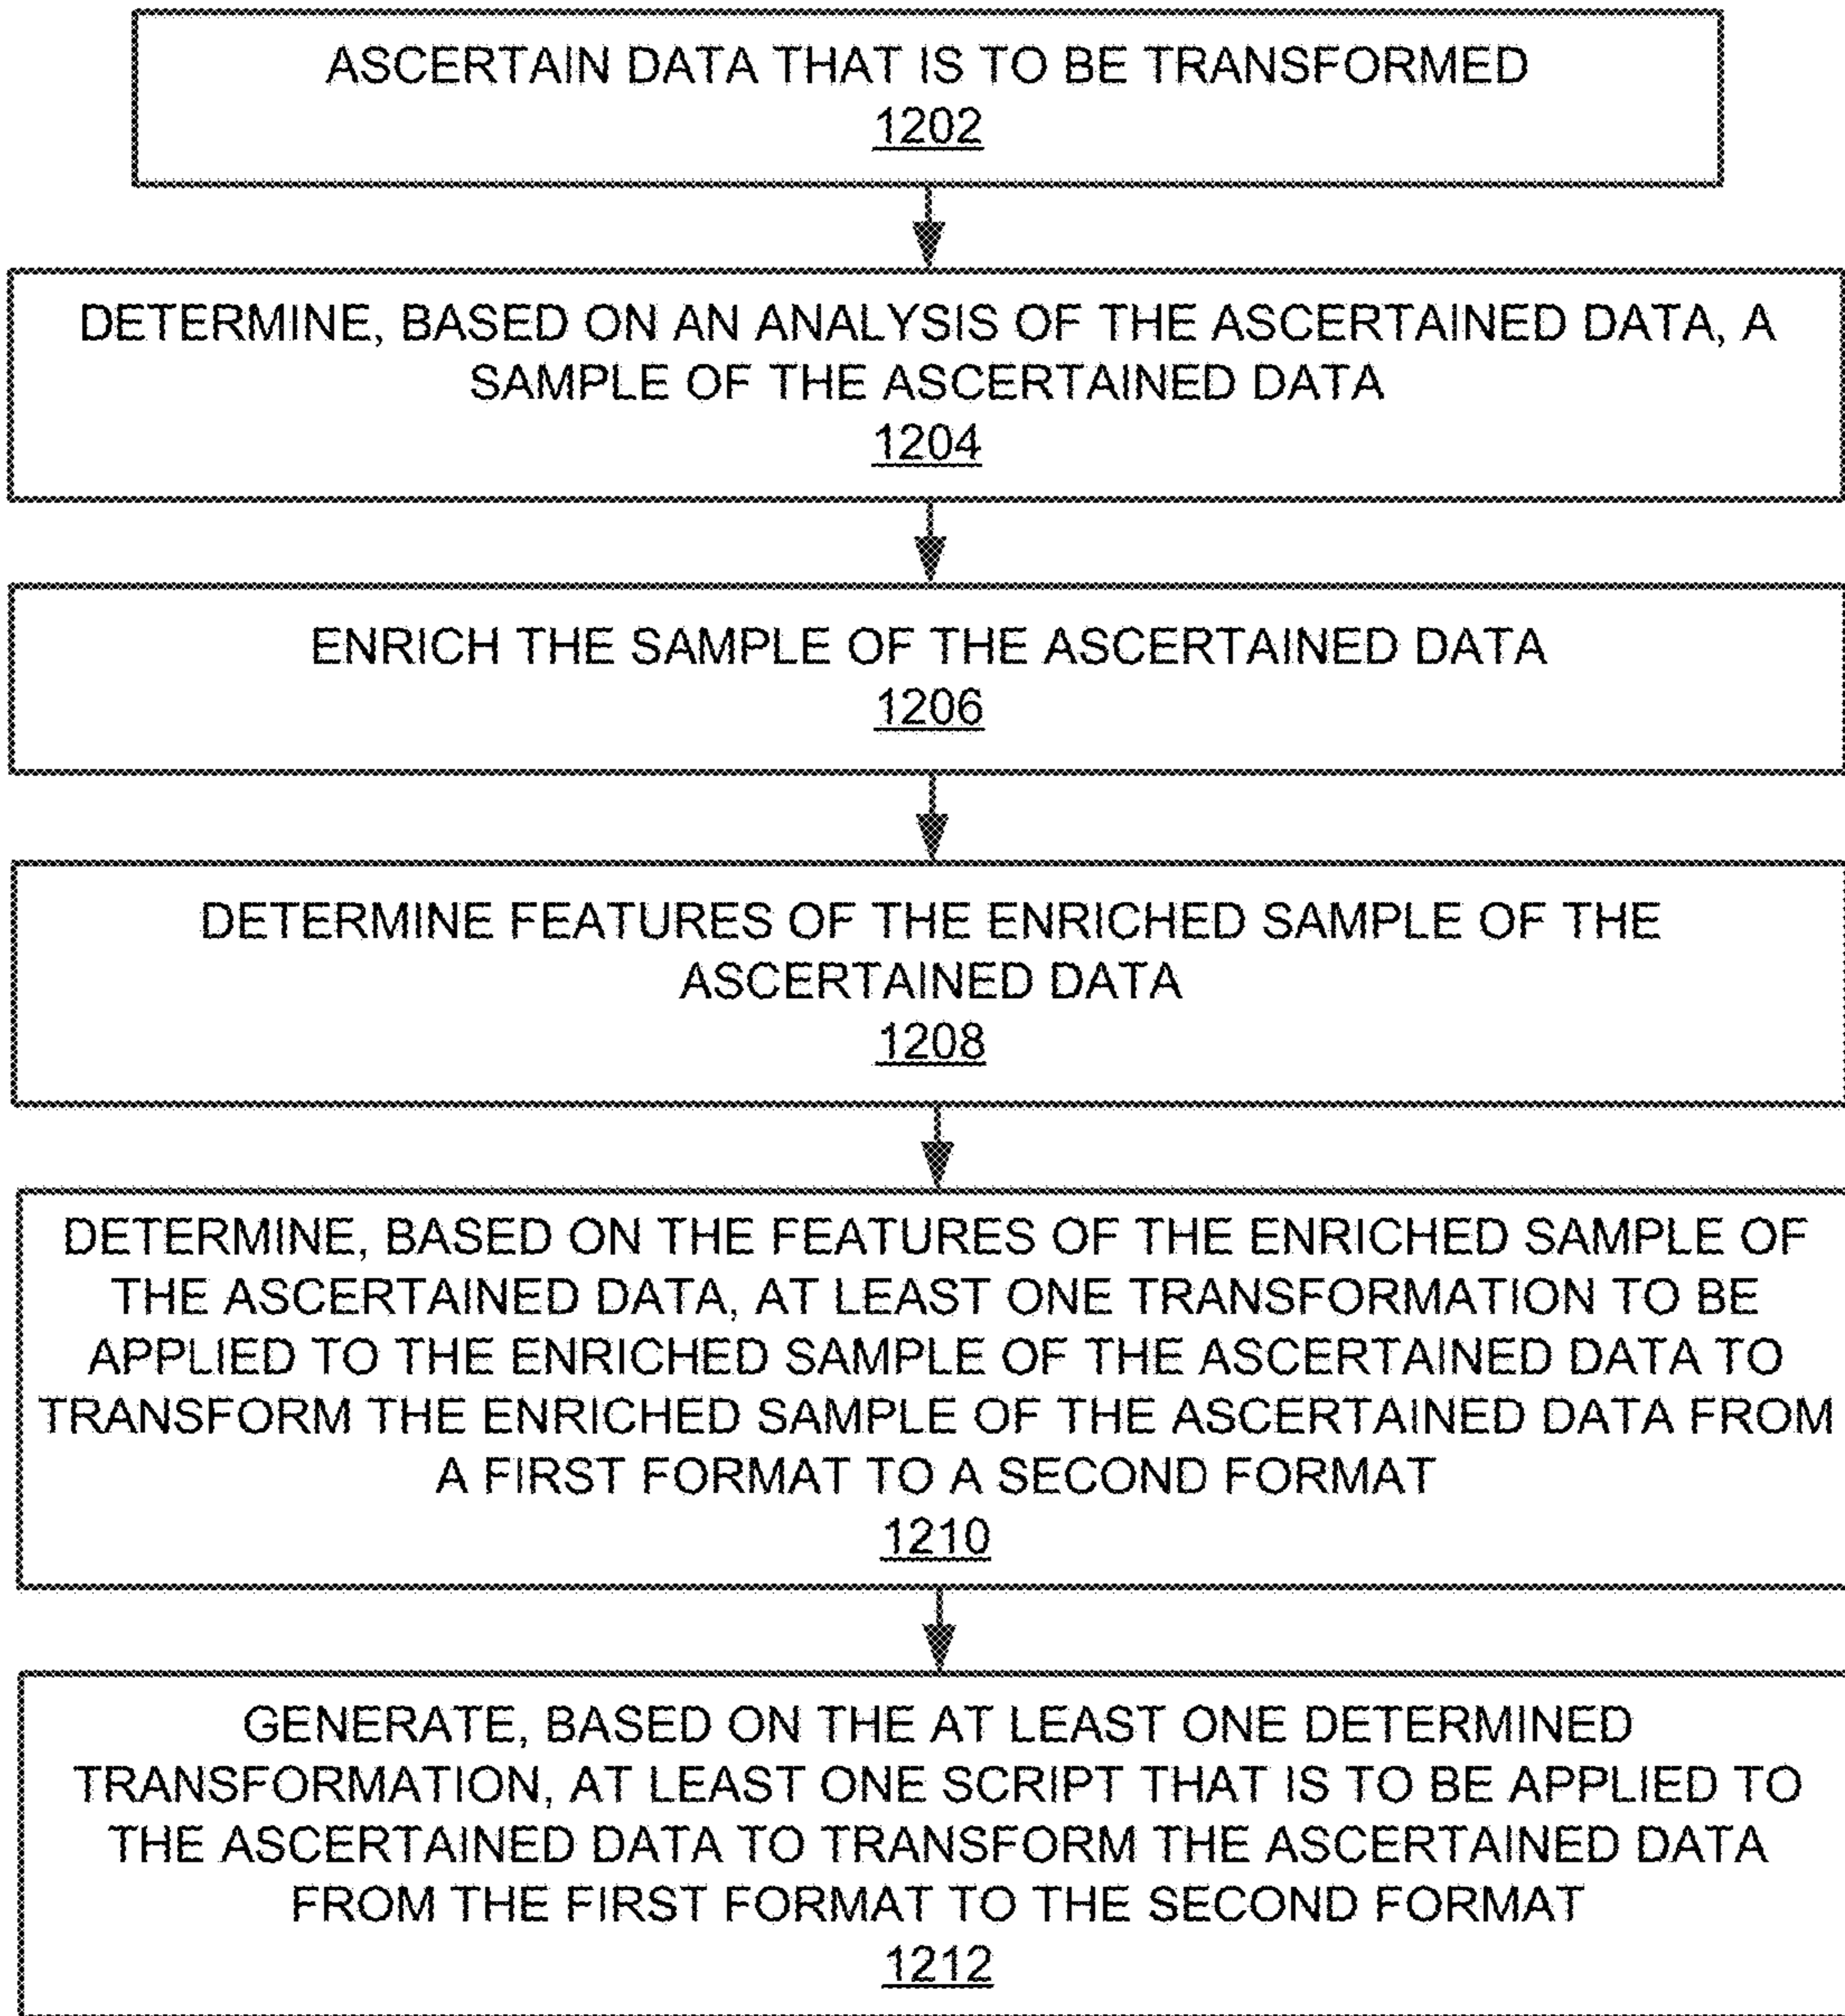 ASCERTAIN DATA THAT IS TO BE TRANSFORMED
1202
DETERMINE, BASED ON AN ANALYSIS OF THE ASCERTAINED DATA, A
SAMPLE OF THE ASCERTAINED DATA
1204
ENRICH THE SAMPLE OF THE ASCERTAINED DATA
1206
DETERMINE FEATURES OF THE ENRICHED SAMPLE OF THE
ASCERTAINED DATA
1208
DETERMINE, BASED ON THE FEATURES OF THE ENRICHED SAMPLE OF
THE ASCERTAINED DATA, AT LEAST ONE TRANSFORMATION TO BE
APPLIED TO THE ENRICHED SAMPLE OF THE ASCERTAINED DATA TO
TRANSFORM THE ENRICHED SAMPLE OF THE ASCERTAINED DATA FROM
A FIRST FORMAT TO A SECOND FORMAT
1210
GENERATE, BASED ON THE AT LEAST ONE DETERMINED
TRANSFORMATION, AT LEAST ONE SCRIPT THAT IS TO BE APPLIED TO
THE ASCERTAINED DATA TO TRANSFORM THE ASCERTAINED DATA
FROM THE FIRST FORMAT TO THE SECOND FORMAT
1212